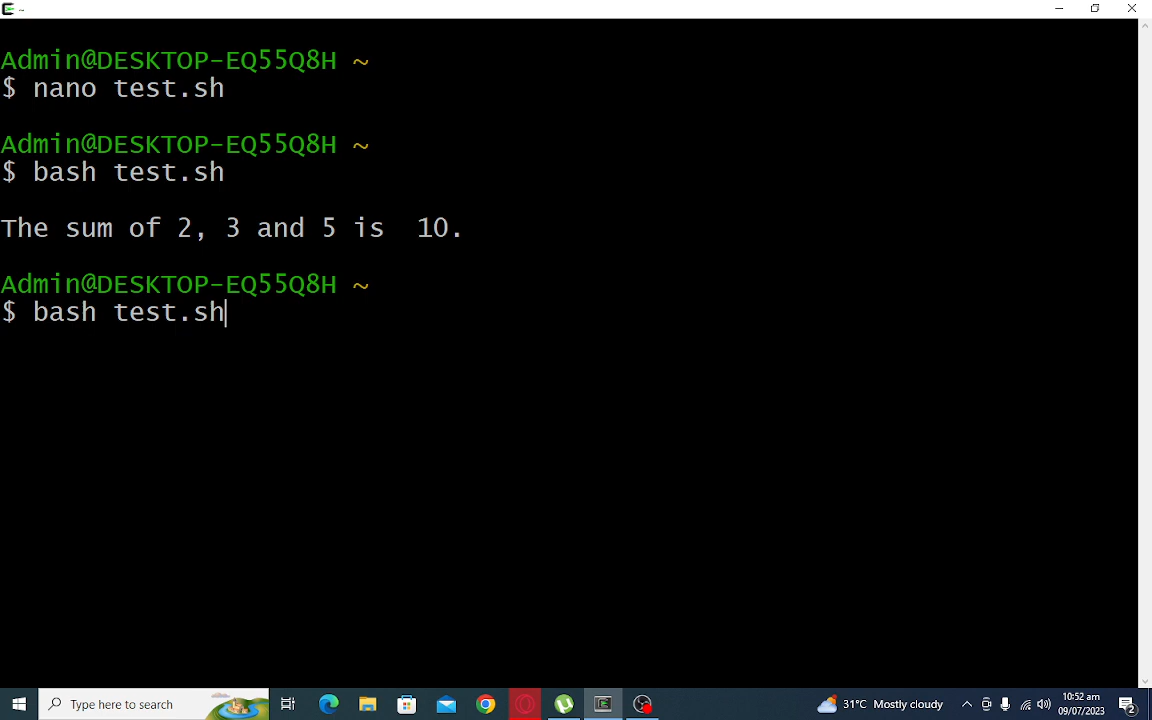 ~
Admin@DESKTOP-EQ55Q8H ~
$ nano test.sh
Admin@DESKTOP-EQ55Q8H ~
$ bash test.sh
The sum of 2, 3 and 5 is  10.
Admin@DESKTOP-EQ55Q8H ~
$ bash test.sh
Type here to search
31°C Mostly cloudy
10:52 am
09/07/2023
2